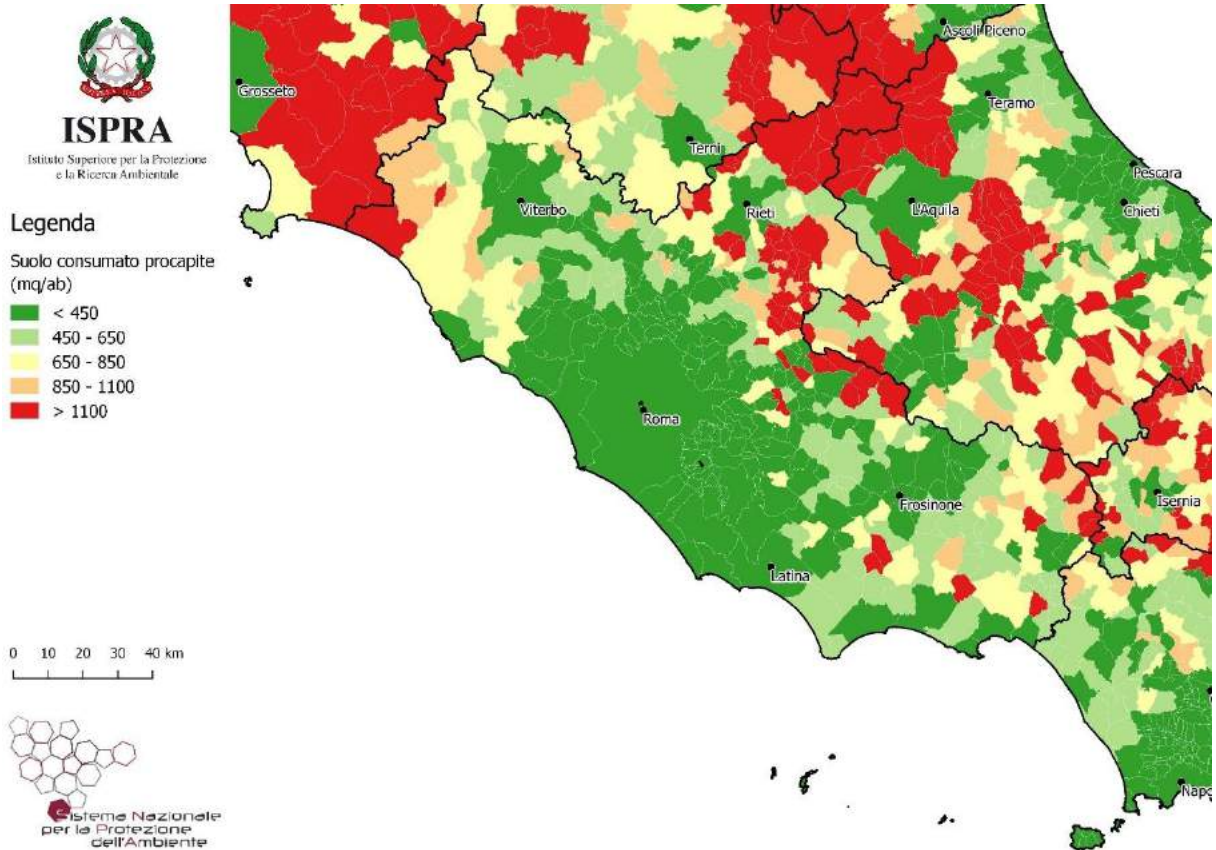 ISPRA
Istituto Superiore per la Protezione
e la Ricerca Ambientale
Legenda
Suolo consumato procapite
(mq/ab)
< 450
450 - 650
650 - 850
850 - 1100
> 1100
0 10 20 30 40 km
Sistema Nazionale
per la Protezione
dell'Ambiente
Ascoli Piceno
Grosseto
Teramo
Terni
Pescara
Viterbo
Rieti
L'Aquila
Chieti
Roma
Frosinone
Isernia
Latina
Napo